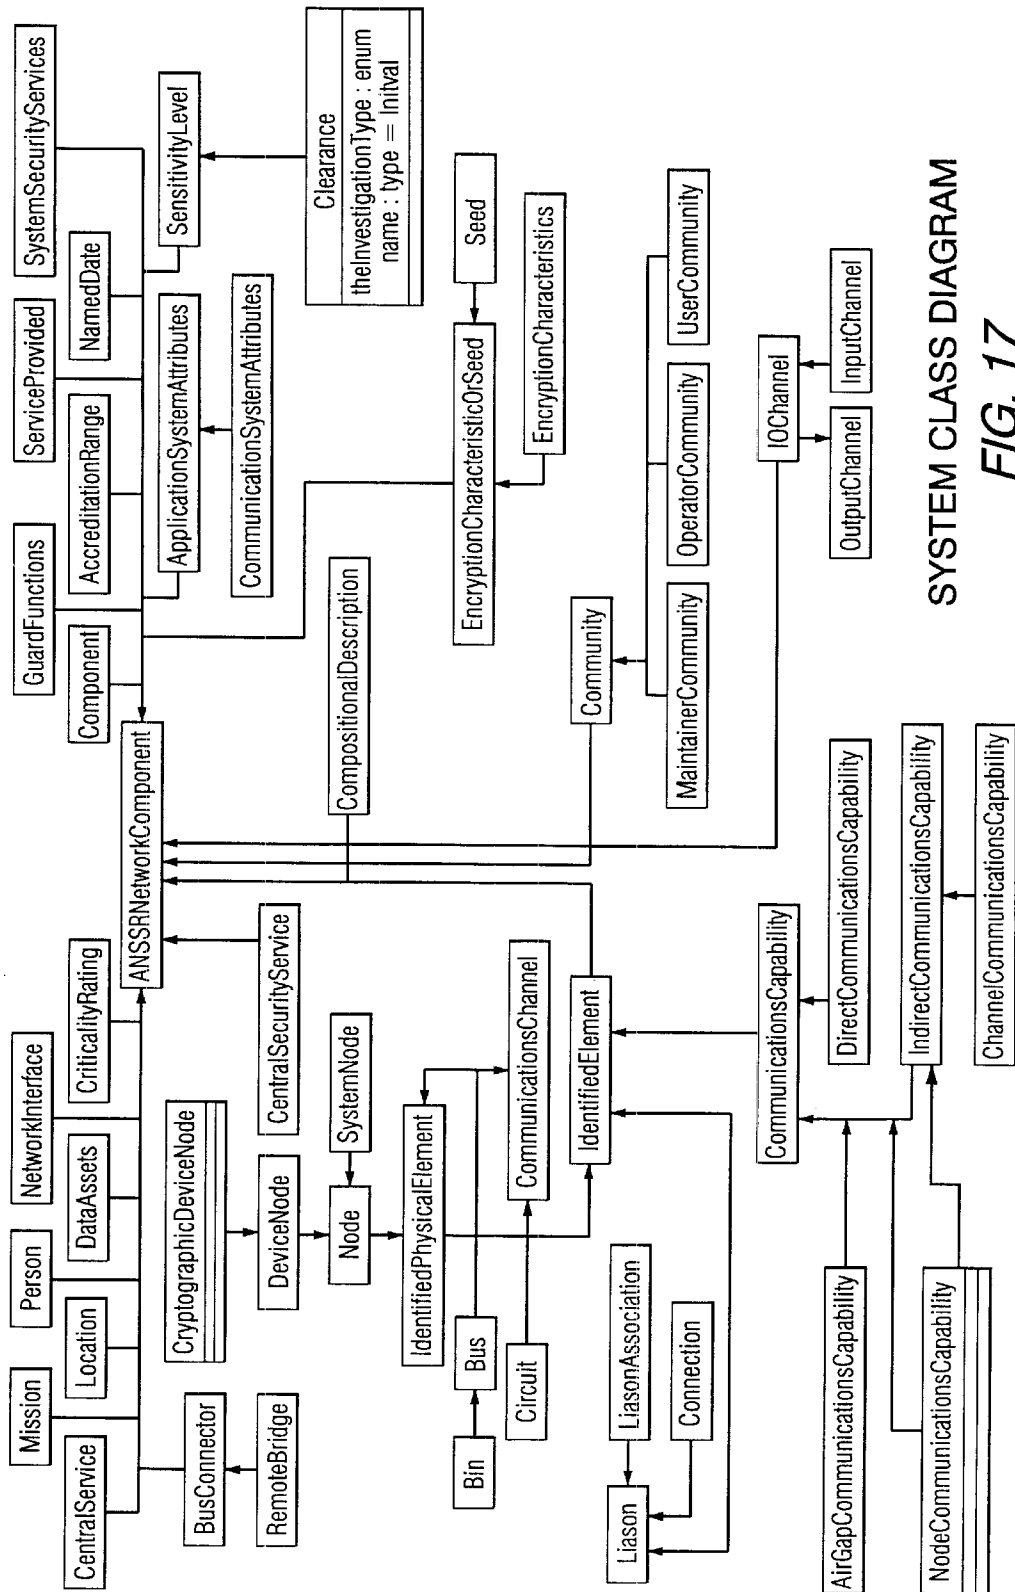 Mission
Person
NetworkInterface
GuardFunctions
ServiceProvided
SystemSecurityServices
CentralService
Location
DataAssets
CriticalityRating
Component
AccreditationRange
NamedDate
ANSSRNetworkComponent
BusConnector
RemoteBridge
CryptographicDeviceNode
DeviceNode
CentralSecurityService
Node
SystemNode
ApplicationSystemAttributes
CommunicationSystemAttributes
SensitivityLevel
Clearance
theInvestigationType : enum
name : type = Initval
CompositionalDescription
IdentifiedPhysicalElement
Bin
Bus
Circuit
CommunicationsChannel
EncryptionCharacteristicOrSeed
Seed
EncryptionCharacteristics
IdentifiedElement
Liason
LiasonAssociation
Connection
Community
MaintainerCommunity
OperatorCommunity
UserCommunity
CommunicationsCapability
IOChannel
OutputChannel
InputChannel
AirGapCommunicationsCapability
DirectCommunicationsCapability
NodeCommunicationsCapability
IndirectCommunicationsCapability
ChannelCommunicationsCapability
SYSTEM CLASS DIAGRAM
FIG. 17